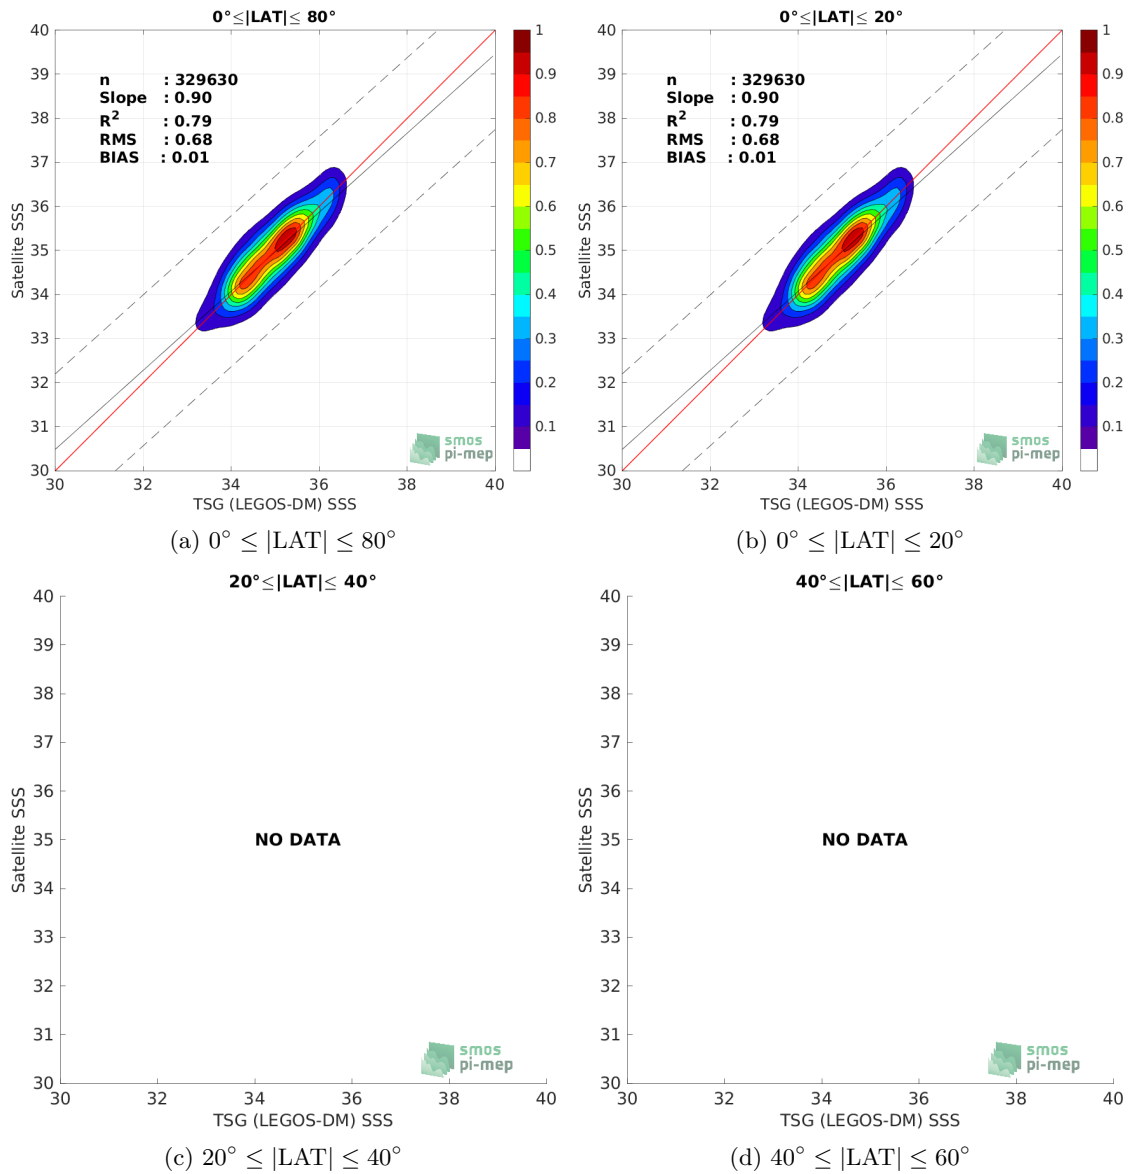 0°≤|LAT|≤ 80°
40
39
38
37
36
35
34
33
32
31
30
Satellite SSS
n : 329630
Slope : 0.90
R² : 0.79
RMS : 0.68
BIAS : 0.01
smos
pi-mep
30 32 34 36 38 40
TSG (LEGOS-DM) SSS
1
0.9
0.8
0.7
0.6
0.5
0.4
0.3
0.2
0.1
(a) 0° ≤ |LAT| ≤ 80°
0°≤|LAT|≤ 20°
40
39
38
37
36
35
34
33
32
31
30
Satellite SSS
n : 329630
Slope : 0.90
R² : 0.79
RMS : 0.68
BIAS : 0.01
smos
pi-mep
30 32 34 36 38 40
TSG (LEGOS-DM) SSS
1
0.9
0.8
0.7
0.6
0.5
0.4
0.3
0.2
0.1
(b) 0° ≤ |LAT| ≤ 20°
20°≤|LAT|≤ 40°
40
39
38
37
36
35
34
33
32
31
30
Satellite SSS
NO DATA
smos
pi-mep
30 32 34 36 38 40
TSG (LEGOS-DM) SSS
(c) 20° ≤ |LAT| ≤ 40°
40°≤|LAT|≤ 60°
40
39
38
37
36
35
34
33
32
31
30
Satellite SSS
NO DATA
smos
pi-mep
30 32 34 36 38 40
TSG (LEGOS-DM) SSS
(d) 40° ≤ |LAT| ≤ 60°